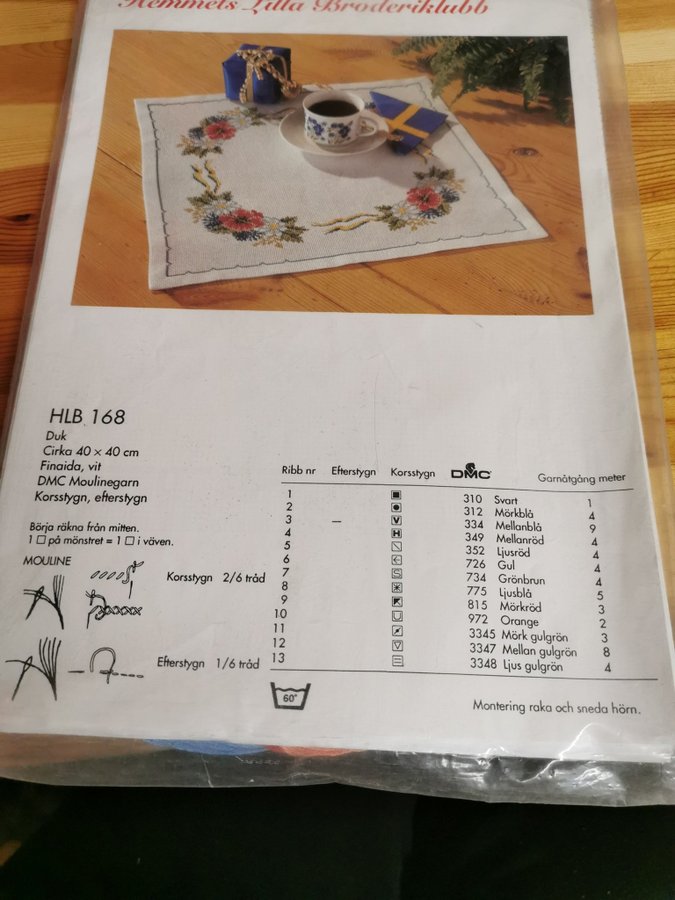 Hemmets Lilla Broderiklubb
HLB 168
Duk
Cirka 40 × 40 cm
Finaida, vit
DMC Moulinegarn
Korsstygn, efterstygn
Börja räkna från mitten.
1 □ på mönstret = 1 □ i väven.
MOULINE
Korsstygn 2/6 tråd
Efterstygn 1/6 tråd
Ribb nr Efterstygn Korsstygn DMC Garnåtgång meter
1 310 Svart 1
2 312 Mörkblå 4
3 – V 334 Mellanblå 9
4 H 349 Mellanröd 4
5 352 Ljusröd 4
6 726 Gul 4
7 S 734 Grönbrun 4
8 775 Ljusblå 5
9 815 Mörkröd 3
10 972 Orange 2
11 3345 Mörk gulgrön 3
12 3347 Mellan gulgrön 8
13 3348 Ljus gulgrön 4
60°
Montering raka och sneda hörn.